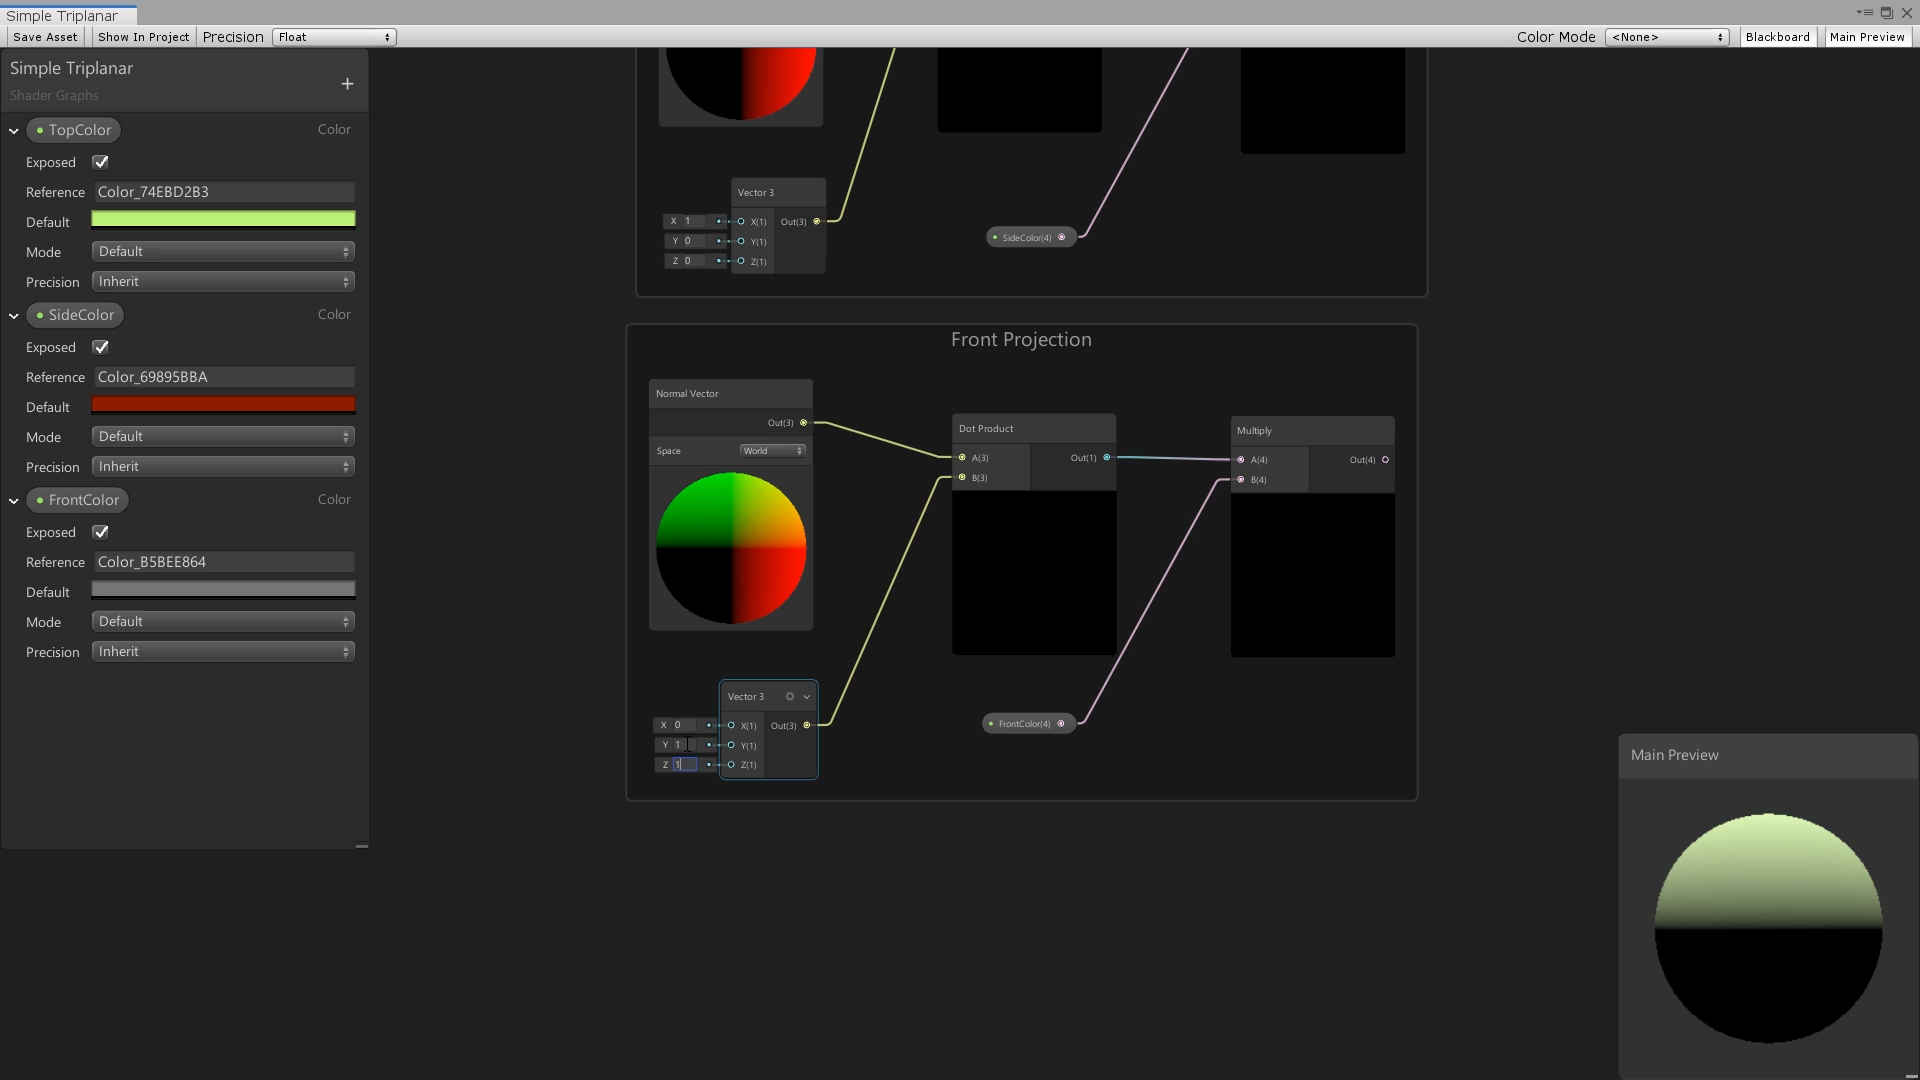 Simple Triplanar
Save Asset Show In Project Precision Float Color Mode <None> Blackboard Main Preview
Simple Triplanar
Shader Graphs
+
TopColor Color
Exposed
Reference Color_74EBD2B3
Default
Mode Default
Precision Inherit
SideColor Color
Exposed
Reference Color_69895BBA
Default
Mode Default
Precision Inherit
FrontColor Color
Exposed
Reference Color_B5BEE864
Default
Mode Default
Precision Inherit
Vector 3
X 1 X(1) Out(3)
Y 0 Y(1)
Z 0 Z(1)
SideColor(4)
Front Projection
Normal Vector
Out(3)
Space World
Dot Product
A(3) Out(1)
B(3)
Multiply
A(4) Out(4)
B(4)
Vector 3
X 0 X(1) Out(3)
Y 1 Y(1)
Z 1 Z(1)
FrontColor(4)
Main Preview